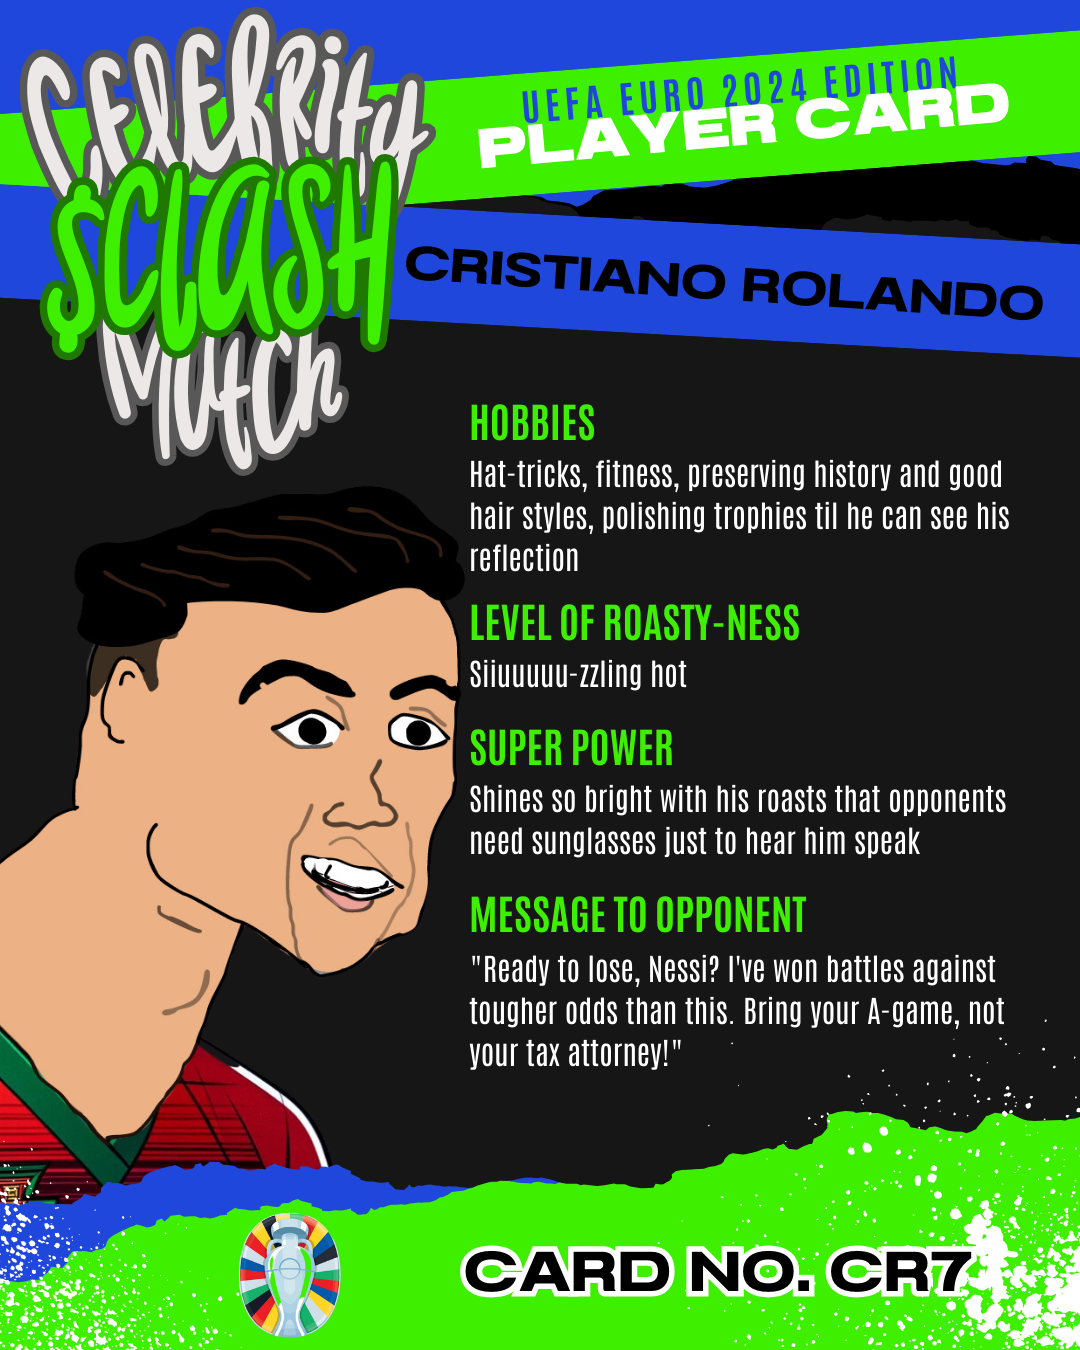 CELEBRITY
$CLASH
MATCH
UEFA EURO 2024 EDITION
PLAYER CARD
CRISTIANO ROLANDO
HOBBIES
Hat-tricks, fitness, preserving history and good
hair styles, polishing trophies til he can see his
reflection
LEVEL OF ROASTY-NESS
Siiuuuuu-zzling hot
SUPER POWER
Shines so bright with his roasts that opponents
need sunglasses just to hear him speak
MESSAGE TO OPPONENT
"Ready to lose, Nessi? I've won battles against
tougher odds than this. Bring your A-game, not
your tax attorney!"
CARD NO. CR7